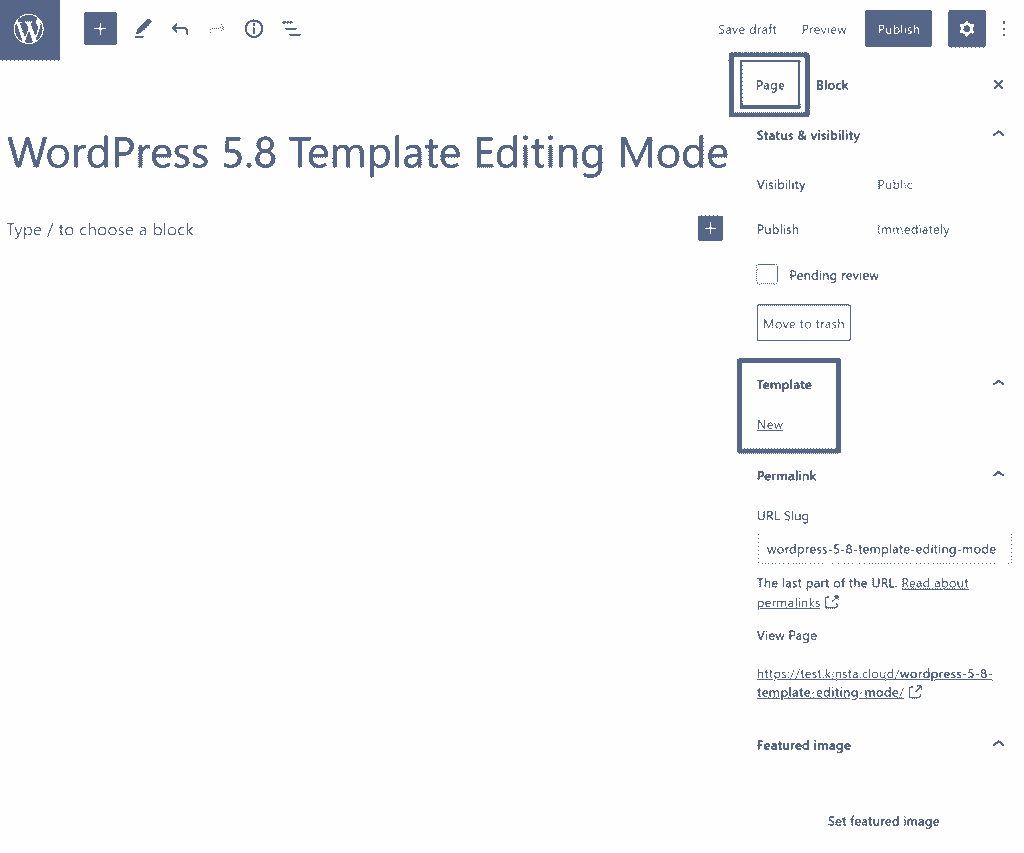 Save draft Preview Publish
Page Block
WordPress 5.8 Template Editing Mode
Status & visibility
Visibility Public
Type / to choose a block
Publish Immediately
Pending review
Move to trash
Template
New
Permalink
URL Slug
wordpress-5-8-template-editing-mode
The last part of the URL. Read about
permalinks
View Page
https://test.kinsta.cloud/wordpress-5-8-
template-editing-mode/
Featured image
Set featured image